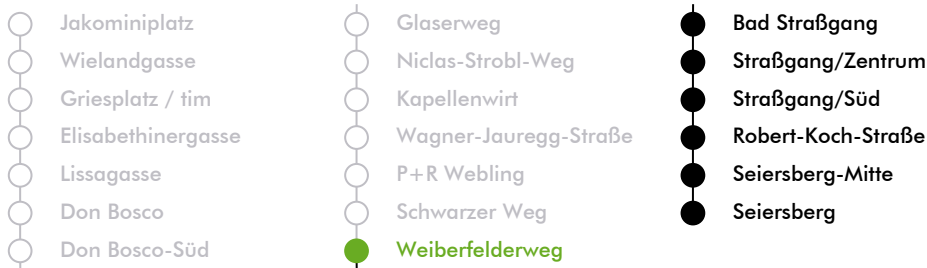 Jakominiplatz
Wielandgasse
Griesplatz / tim
Elisabethinergasse
Lissagasse
Don Bosco
Don Bosco-Süd
Glaserweg
Niclas-Strobl-Weg
Kapellenwirt
Wagner-Jauregg-Straße
P+R Webling
Schwarzer Weg
Weiberfelderweg
Bad Straßgang
Straßgang/Zentrum
Straßgang/Süd
Robert-Koch-Straße
Seiersberg-Mitte
Seiersberg